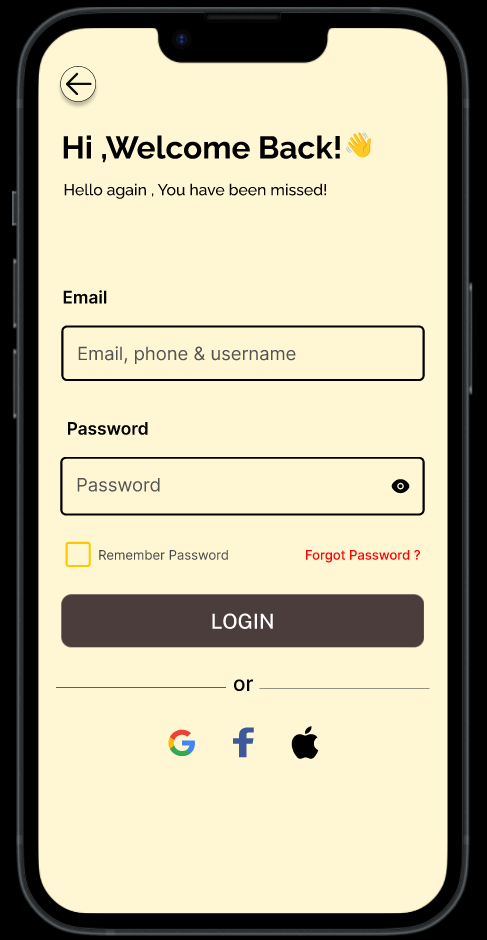 Hi ,Welcome Back!👋
Hello again , You have been missed!
Email
Email, phone & username
Password
Password
Remember Password Forgot Password ?
LOGIN
or